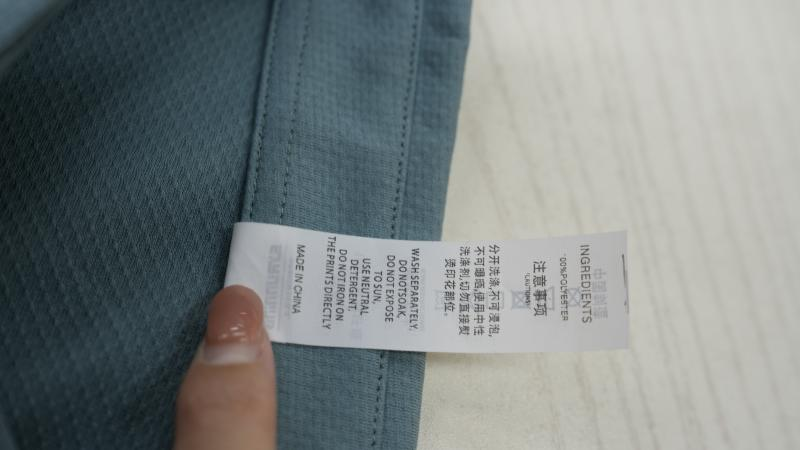 INGREDIENTS
100%POLYESTER
注意事项
(CAUTION)
分开洗涤,不可浸泡,
不可曝晒,使用中性
洗涤剂,切勿直接熨
烫印花部位。
WASH SEPARATELY.
DO NOTSOAK.
DO NOT EXPOSE
TO SUN.
USE NEUTRAL
DETERGENT.
DO NOT IRON ON
THE PRINTS DIRECTLY
MADE IN CHINA